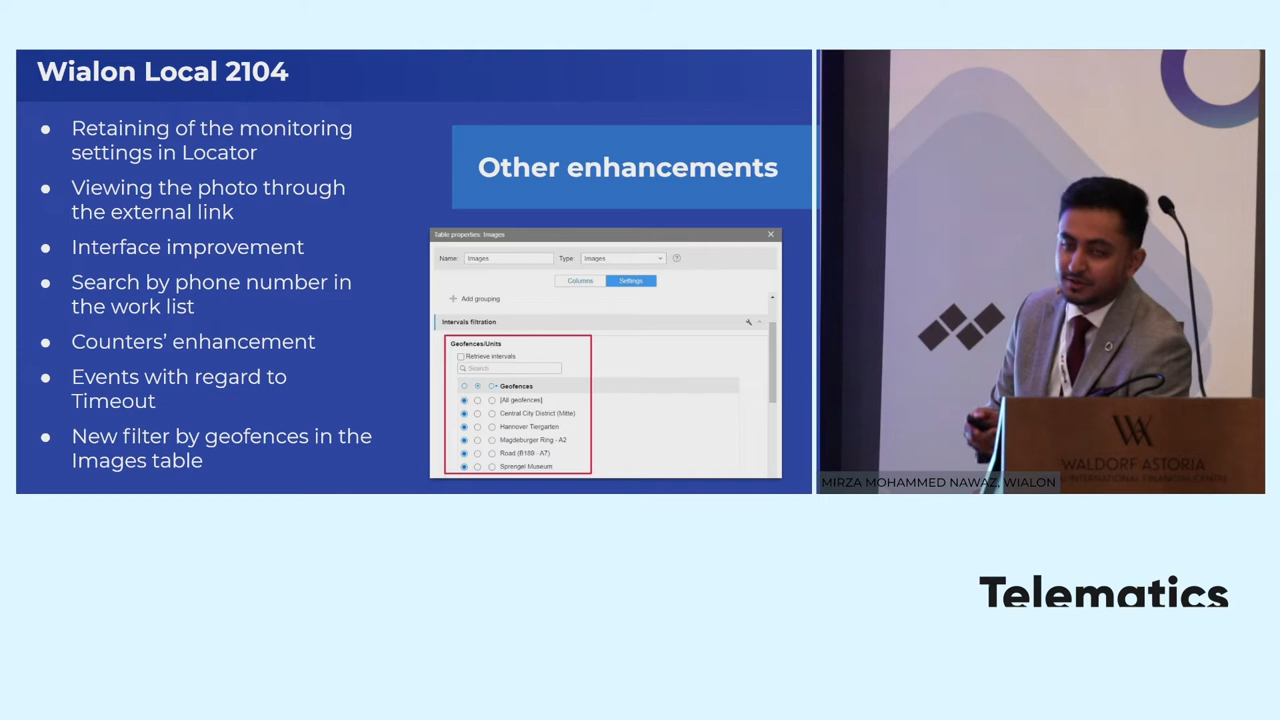 Wialon Local 2104
● Retaining of the monitoring
settings in Locator
● Viewing the photo through
the external link
● Interface improvement
● Search by phone number in
the work list
● Counters’ enhancement
● Events with regard to
Timeout
● New filter by geofences in the
Images table
Other enhancements
Table properties: Images
Name: Images Type: Images
Columns Settings
Add grouping
Intervals filtration
Geofences/Units
Retrieve intervals
Search
Geofences
[All geofences]
Central City District (Mitte)
Hannover Tiergarten
Magdeburger Ring - A2
Road (B188 - A7)
Sprengel Museum
WA
WALDORF ASTORIA
INTERNATIONAL FINANCIAL CENTRE
MIRZA MOHAMMED NAWAZ, WIALON
Telematics